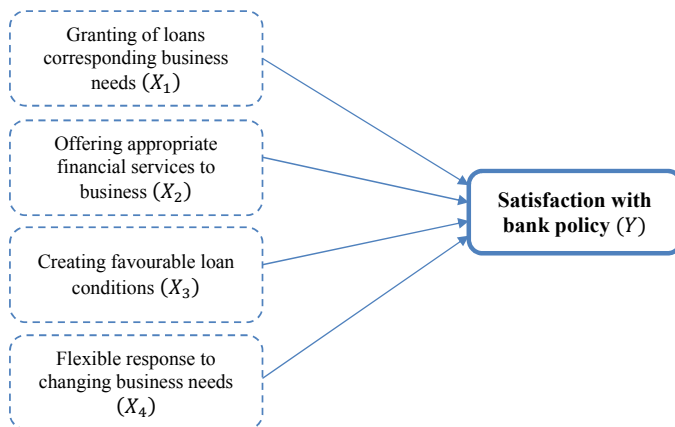 Granting of loans
corresponding business
needs (X₁)
Offering appropriate
financial services to
business (X₂)
Creating favourable loan
conditions (X₃)
Flexible response to
changing business needs
(X₄)
Satisfaction with
bank policy (Y)